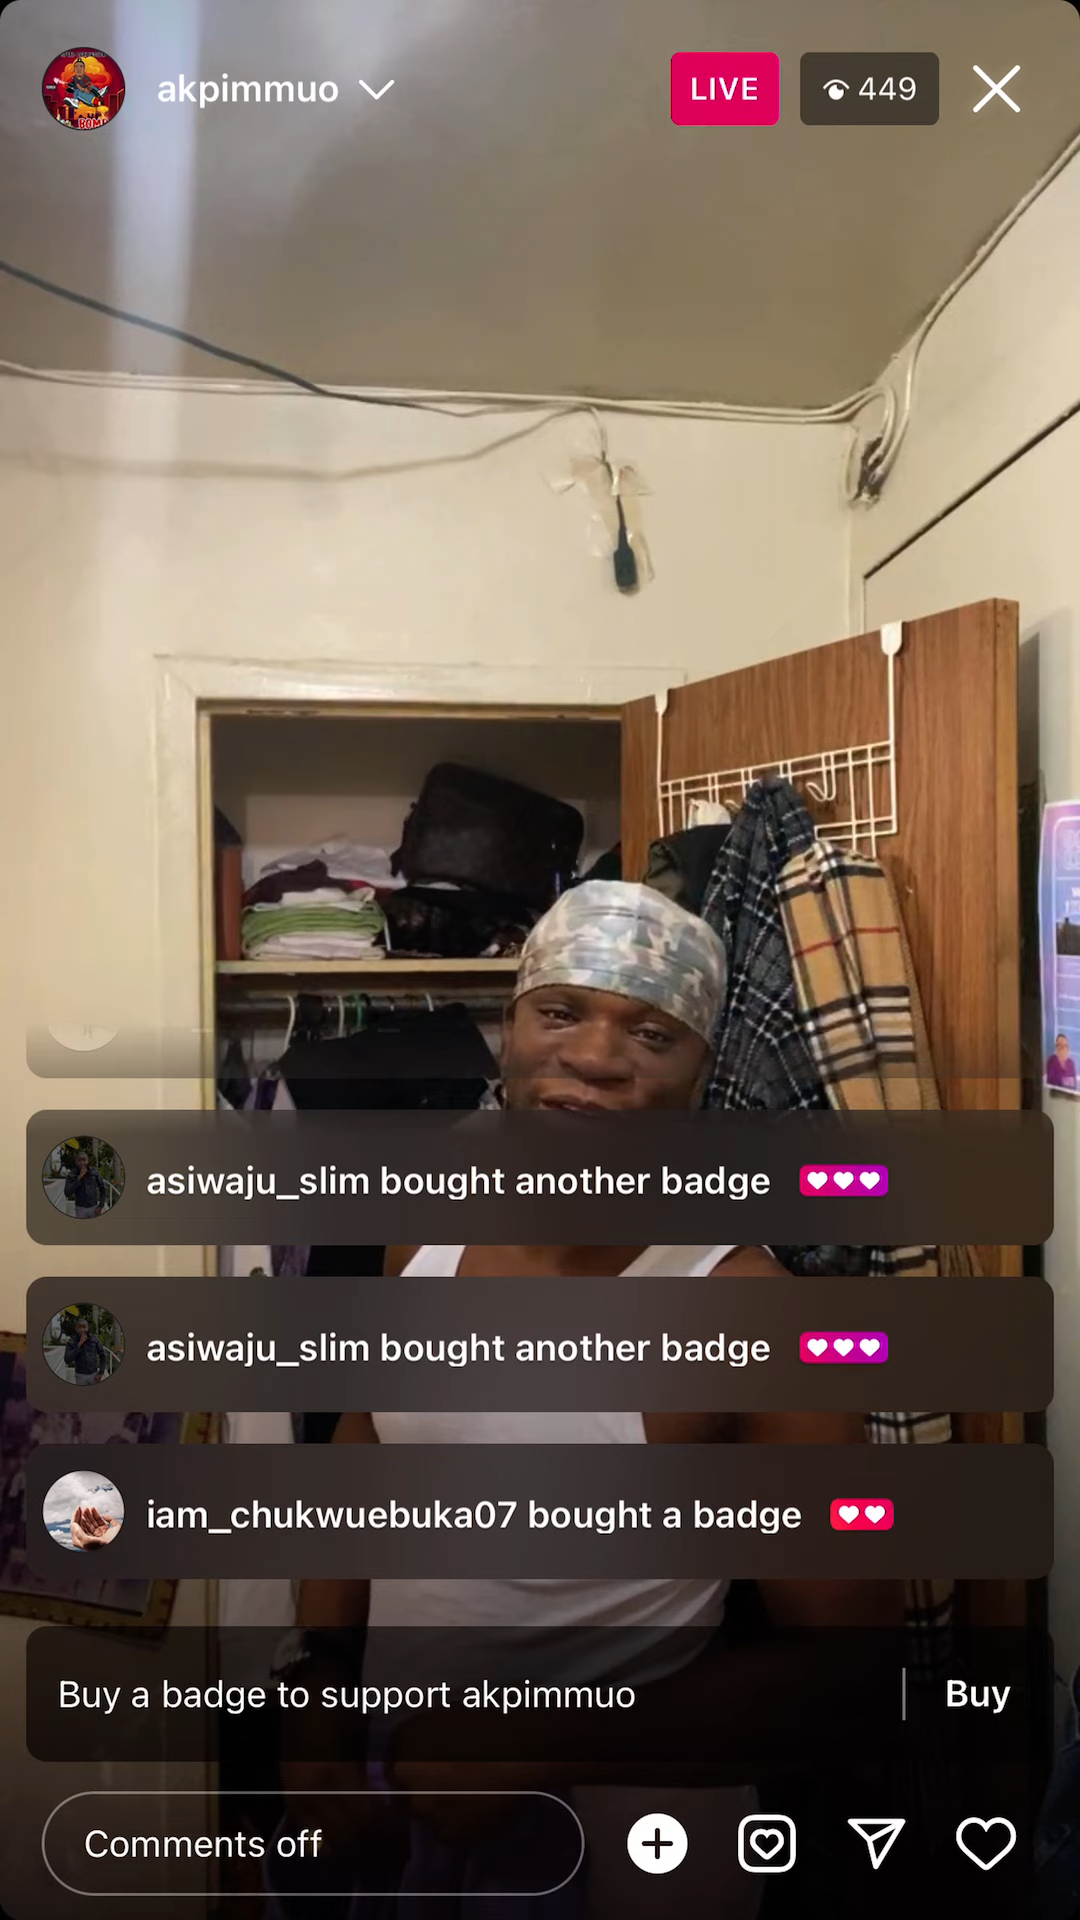 akpimmuo
LIVE
449
asiwaju_slim bought another badge
asiwaju_slim bought another badge
iam_chukwuebuka07 bought a badge
Buy a badge to support akpimmuo
Buy
Comments off